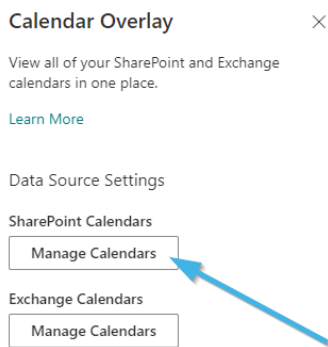 Calendar Overlay
View all of your SharePoint and Exchange
calendars in one place.
Learn More
Data Source Settings
SharePoint Calendars
Manage Calendars
Exchange Calendars
Manage Calendars